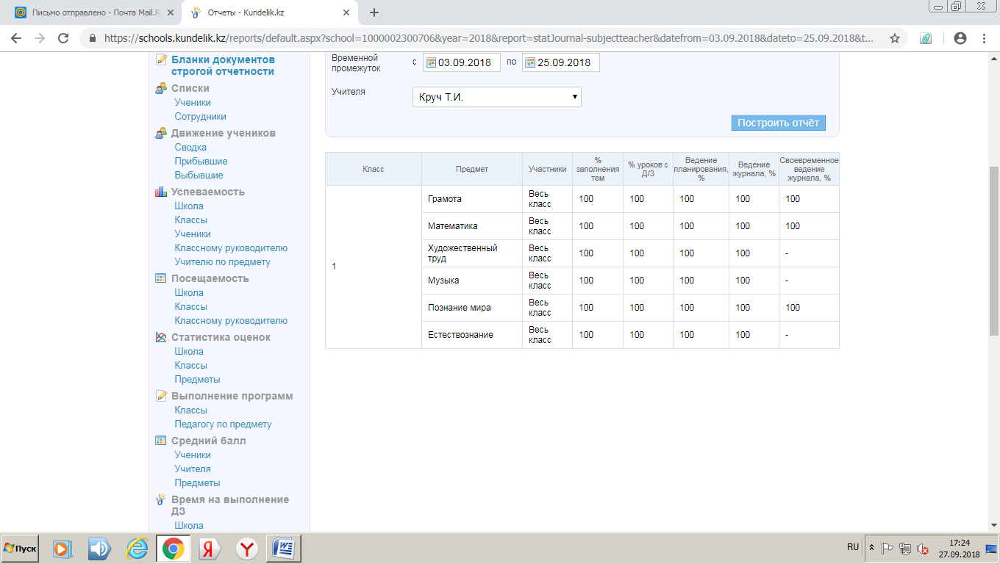 Письмо отправлено - Почта Mail.R
Отчеты - Kundelik.kz
https://schools.kundelik.kz/reports/default.aspx?school=1000002300706&year=2018&report=statJournal-subjectteacher&datefrom=03.09.2018&dateto=25.09.2018&t...
Бланки документов
строгой отчетности
Списки
Ученики
Сотрудники
Движение учеников
Сводка
Прибывшие
Выбывшие
Успеваемость
Школа
Классы
Ученики
Классному руководителю
Учителю по предмету
Посещаемость
Школа
Классы
Классному руководителю
Статистика оценок
Школа
Классы
Предметы
Выполнение программ
Классы
Педагогу по предмету
Средний балл
Ученики
Учителя
Предметы
Время на выполнение
ДЗ
Школа
Временной
промежуток
с 03.09.2018 по 25.09.2018
Учителя
Круч Т.И.
Построить отчёт
Класс
Предмет
Участники
%
заполнения
тем
% уроков с
Д/З
Ведение
планирования,
%
Ведение
журнала, %
Своевременное
ведение
журнала, %
1
Грамота
Весь
класс
100 100 100 100 100
Математика
Весь
класс
100 100 100 100 100
Художественный
труд
Весь
класс
100 100 100 100 -
Музыка
Весь
класс
100 100 100 100 -
Познание мира
Весь
класс
100 100 100 100 100
Естествознание
Весь
класс
100 100 100 100 -
Пуск
RU
17:24
27.09.2018